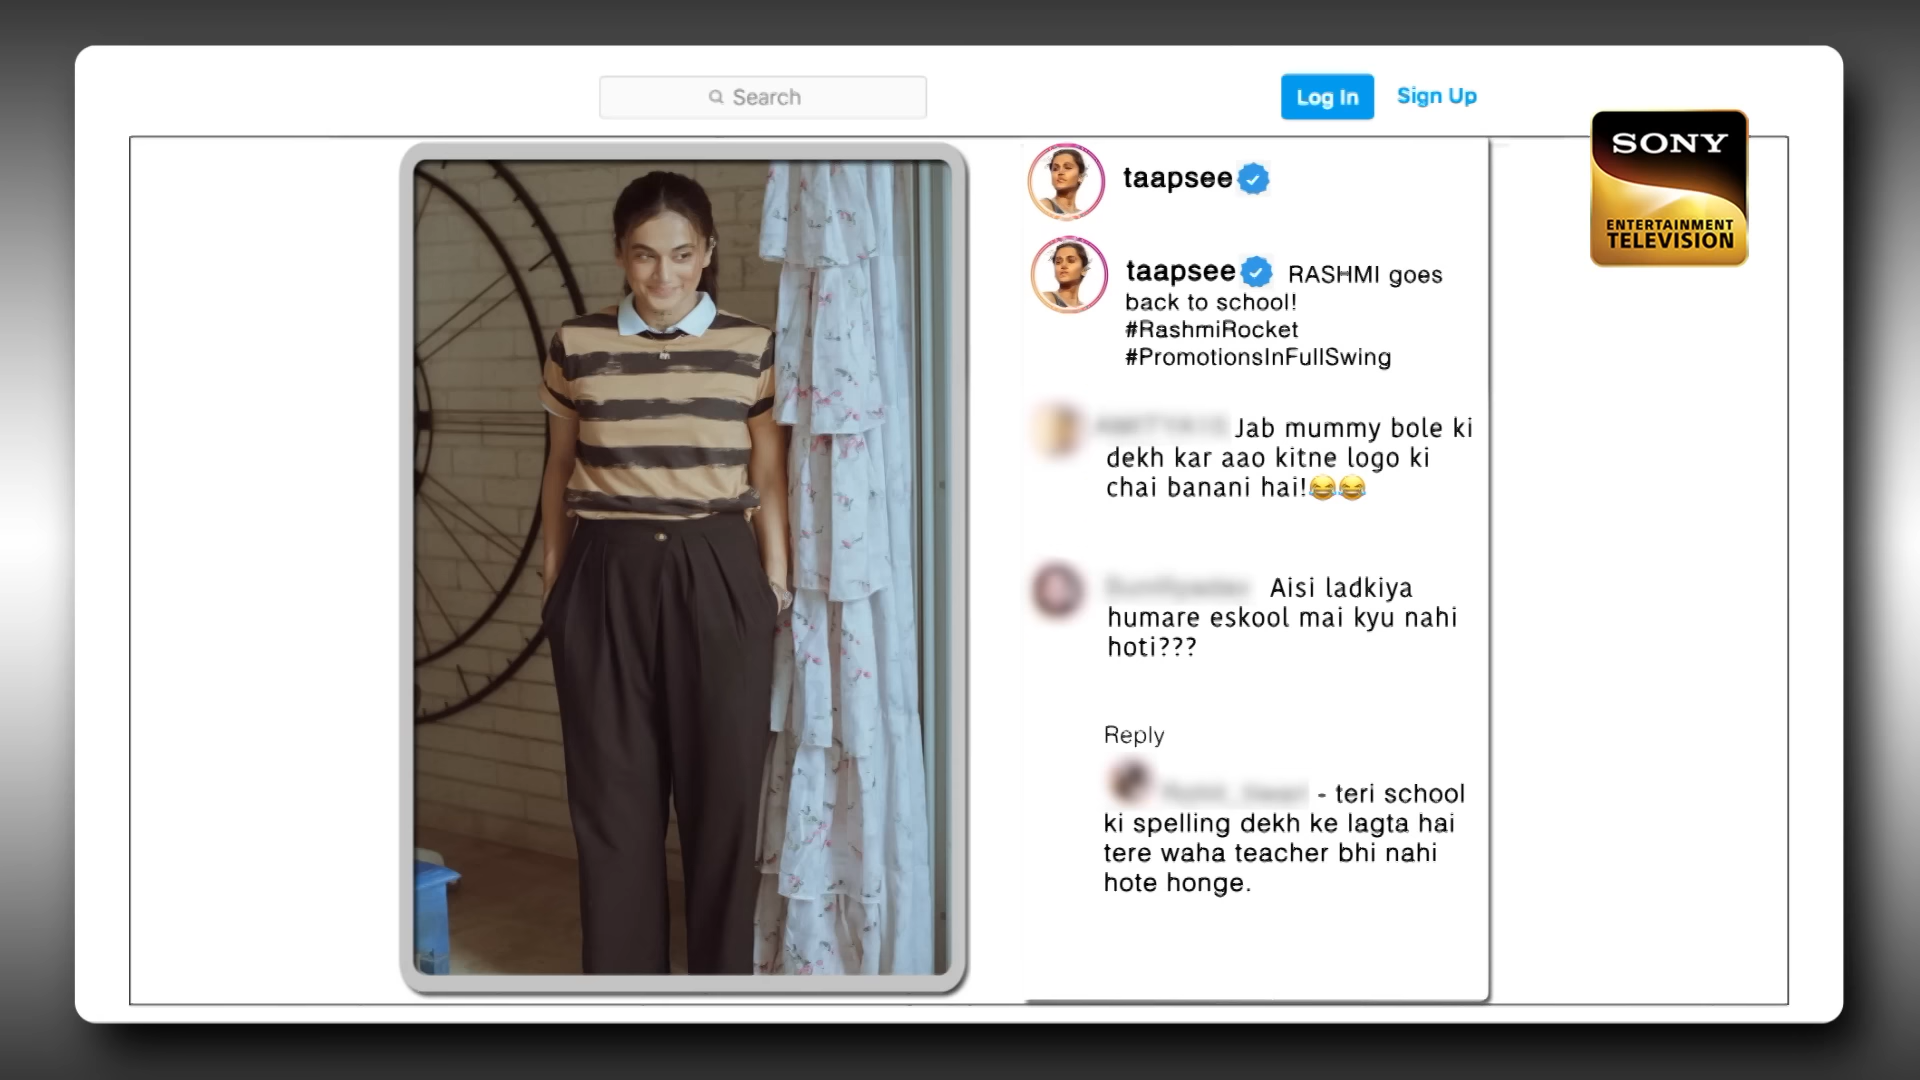 Search
Log In
Sign Up
SONY
ENTERTAINMENT
TELEVISION
taapsee
taapsee RASHMI goes
back to school!
#RashmiRocket
#PromotionsInFullSwing
Jab mummy bole ki
dekh kar aao kitne logo ki
chai banani hai!😂😂
Aisi ladkiya
humare eskool mai kyu nahi
hoti???
Reply
- teri school
ki spelling dekh ke lagta hai
tere waha teacher bhi nahi
hote honge.